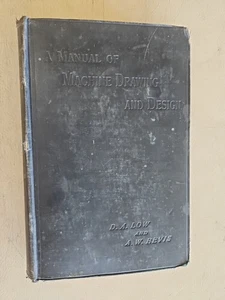 A MANUAL OF
MACHINE DRAWING
AND DESIGN
D. A. LOW
AND
A. W. BEVIS